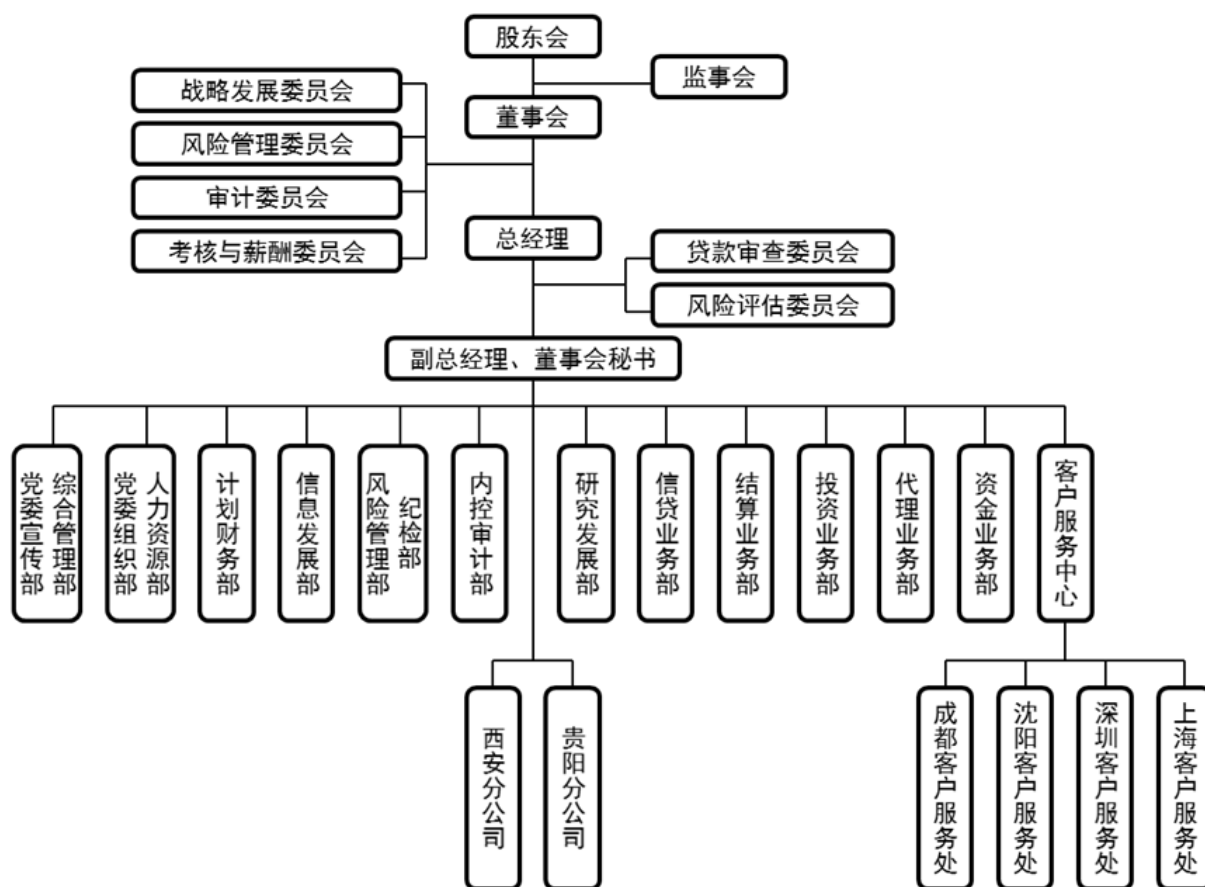 股东会
监事会
战略发展委员会
董事会
风险管理委员会
审计委员会
总经理
考核与薪酬委员会
贷款审查委员会
风险评估委员会
副总经理、董事会秘书
综合管理部
党委宣传部
人力资源部
党委组织部
计划财务部
信息发展部
纪检部
风险管理部
内控审计部
研究发展部
信贷业务部
结算业务部
投资业务部
代理业务部
资金业务部
客户服务中心
西安分公司
贵阳分公司
成都客户服务处
沈阳客户服务处
深圳客户服务处
上海客户服务处